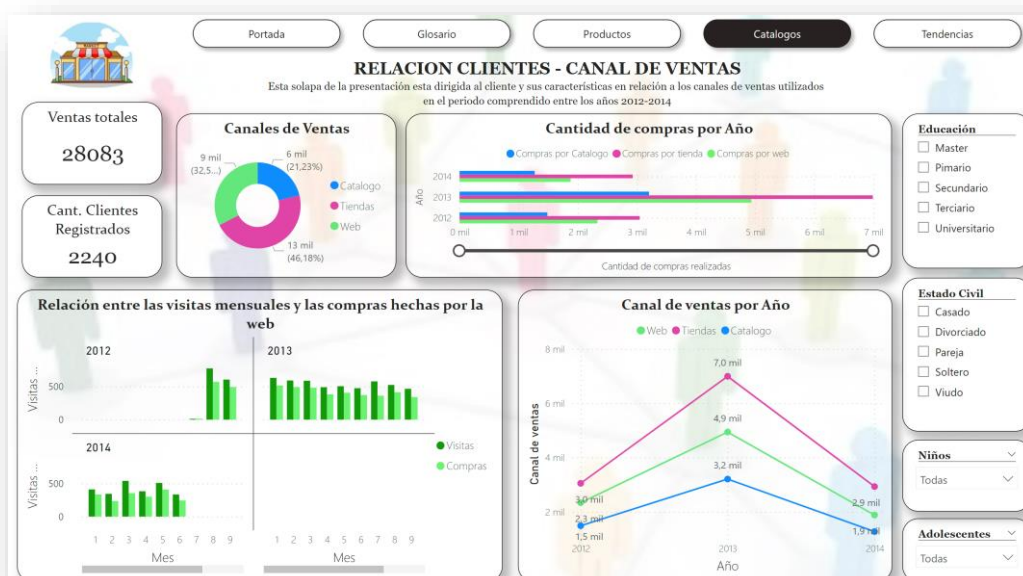 Portada
Glosario
Productos
Catalogos
Tendencias
RELACION CLIENTES - CANAL DE VENTAS
Esta solapa de la presentación esta dirigida al cliente y sus características en relación a los canales de ventas utilizados
en el periodo comprendido entre los años 2012-2014
Ventas totales
28083
Cant. Clientes
Registrados
2240
Canales de Ventas
9 mil
(32,5...)
6 mil
(21,23%)
13 mil
(46,18%)
Catalogo
Tiendas
Web
Cantidad de compras por Año
Compras por Catalogo Compras por tienda Compras por web
Año
2014
2013
2012
0 mil 1 mil 2 mil 3 mil 4 mil 5 mil 6 mil 7 mil
Cantidad de compras realizadas
Educación
Master
Pimario
Secundario
Terciario
Universitario
Relación entre las visitas mensuales y las compras hechas por la
web
2012
2013
Visitas ...
500
0
2014
Visitas ...
500
0
Visitas
Compras
1 2 3 4 5 6 7 8 9
1 2 3 4 5 6 7 8 9
Mes
Mes
Canal de ventas por Año
Web Tiendas Catalogo
Canal de ventas
8 mil
6 mil
4 mil
2 mil
7,0 mil
4,9 mil
3,2 mil
3,0 mil
2,3 mil
1,5 mil
2,9 mil
1,9 mil
2012
2013
2014
Año
Estado Civil
Casado
Divorciado
Pareja
Soltero
Viudo
Niños
Todas
Adolescentes
Todas